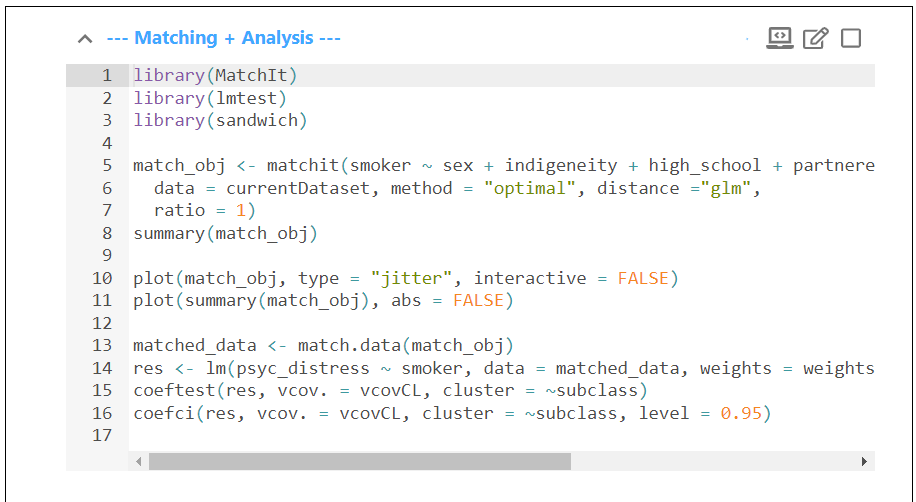 --- Matching + Analysis ---
1 library(MatchIt)
2 library(lmtest)
3 library(sandwich)
4
5 match_obj <- matchit(smoker ~ sex + indigeneity + high_school + partnere
6   data = currentDataset, method = "optimal", distance ="glm",
7   ratio = 1)
8 summary(match_obj)
9
10 plot(match_obj, type = "jitter", interactive = FALSE)
11 plot(summary(match_obj), abs = FALSE)
12
13 matched_data <- match.data(match_obj)
14 res <- lm(psyc_distress ~ smoker, data = matched_data, weights = weights
15 coeftest(res, vcov. = vcovCL, cluster = ~subclass)
16 coefci(res, vcov. = vcovCL, cluster = ~subclass, level = 0.95)
17